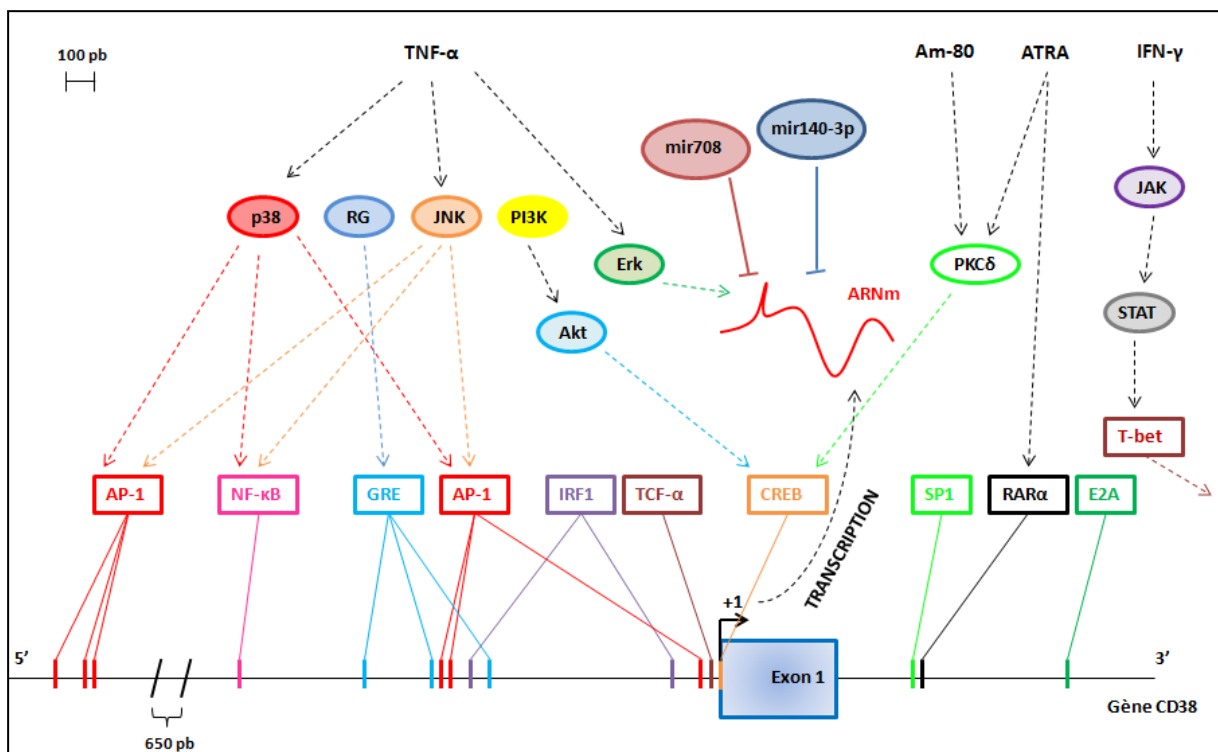 100 pb
TNF-α
Am-80
ATRA
IFN-γ
mir708
mir140-3p
p38
RG
JNK
PI3K
JAK
Erk
PKCδ
ARNm
Akt
STAT
T-bet
AP-1
NF-κB
GRE
AP-1
IRF1
TCF-α
CREB
SP1
RARα
E2A
TRANSCRIPTION
+1
5’
Exon 1
3’
Gène CD38
650 pb